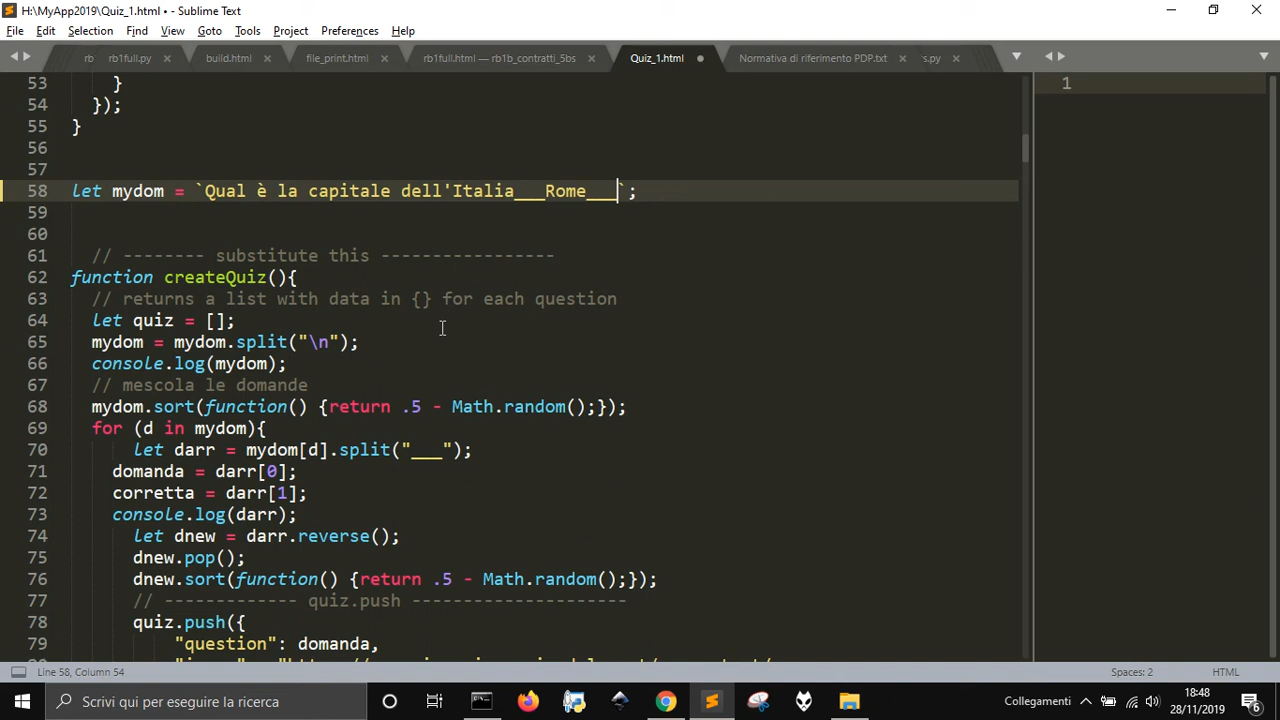 H:\MyApp2019\Quiz_1.html • - Sublime Text
File Edit Selection Find View Goto Tools Project Preferences Help
rb rb1full.py × build.html × file_print.html × rb1full.html — rb1b_contratti_5bs × Quiz_1.html • Normativa di riferimento PDP.txt × s.py ×
53 }
54 });
55 }
56
57
58 let mydom = `Qual è la capitale dell'Italia___Rome___`;
59
60
61 // -------- substitute this -----------------
62 function createQuiz(){
63 // returns a list with data in {} for each question
64 let quiz = [];
65 mydom = mydom.split("\n");
66 console.log(mydom);
67 // mescola le domande
68 mydom.sort(function() {return .5 - Math.random();});
69 for (d in mydom){
70 let darr = mydom[d].split("___");
71 domanda = darr[0];
72 corretta = darr[1];
73 console.log(darr);
74 let dnew = darr.reverse();
75 dnew.pop();
76 dnew.sort(function() {return .5 - Math.random();});
77 // ------------- quiz.push ---------------------
78 quiz.push({
79 "question": domanda,
1
Line 58, Column 54 Spaces: 2 HTML
Scrivi qui per eseguire la ricerca
Collegamenti
18:48
28/11/2019
6